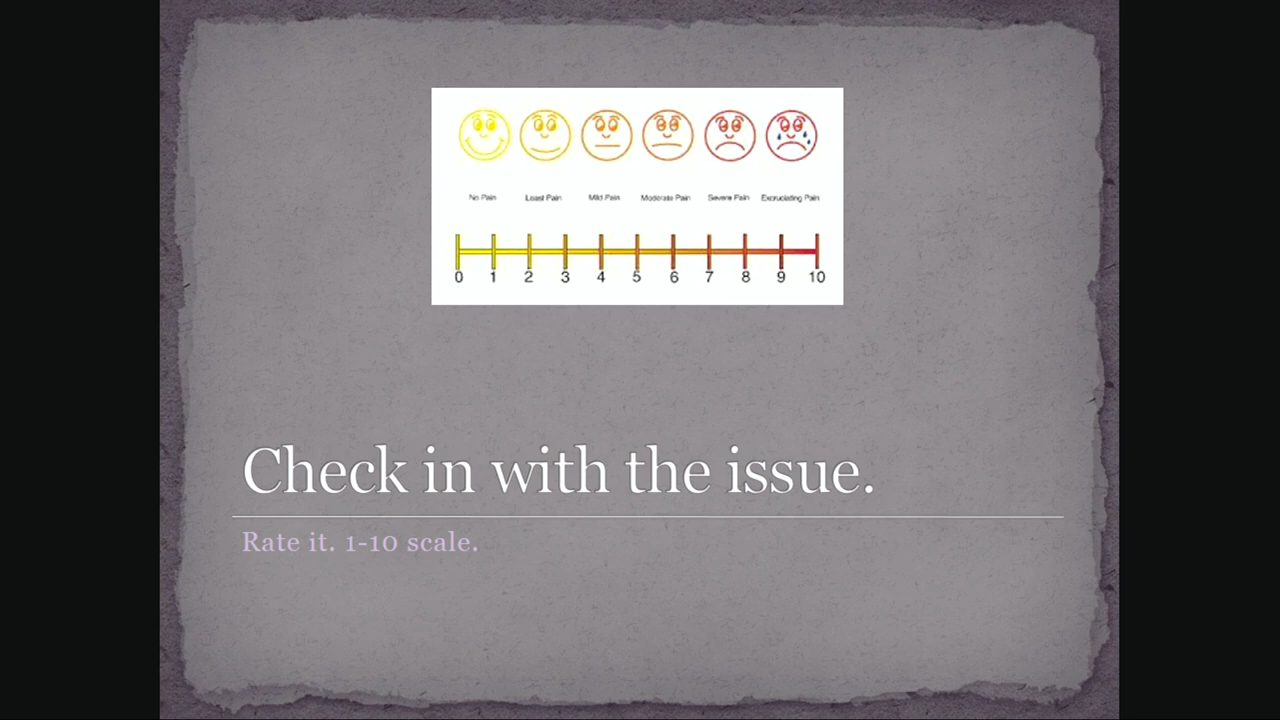 No Pain Least Pain Mild Pain Moderate Pain Severe Pain Excruciating Pain
0 1 2 3 4 5 6 7 8 9 10
Check in with the issue.
Rate it. 1-10 scale.